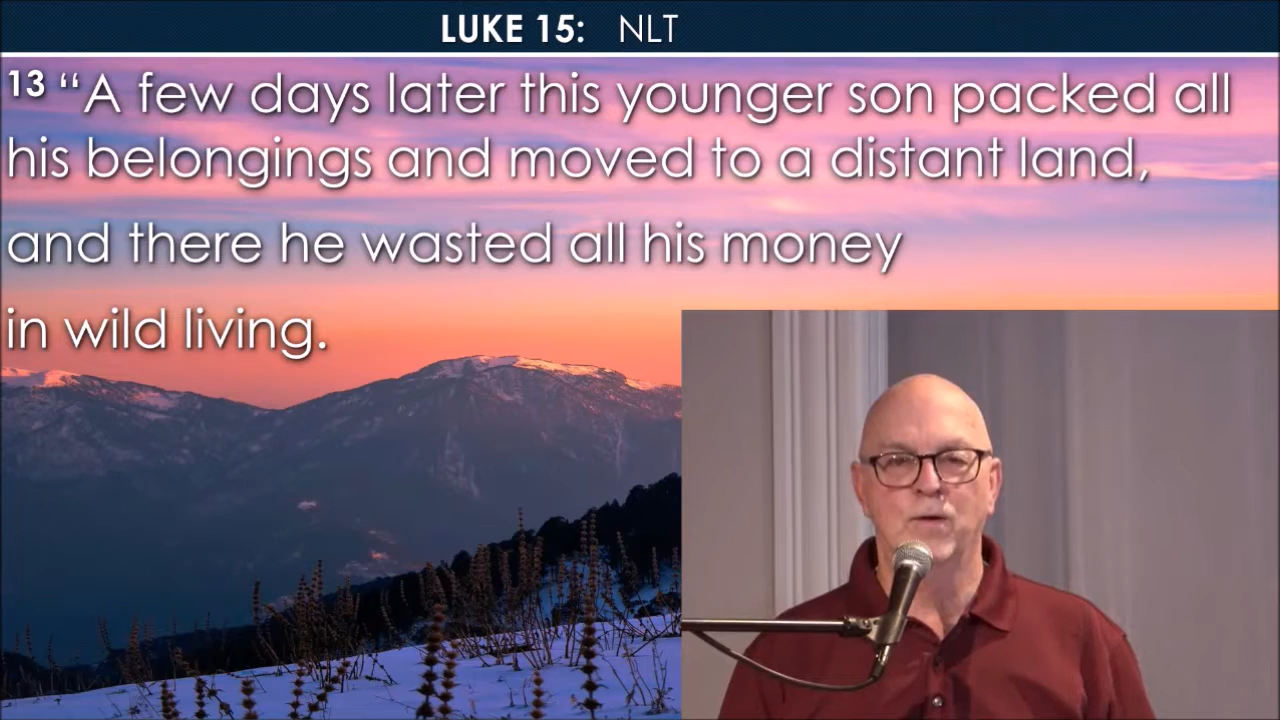 LUKE 15: NLT
13 “A few days later this younger son packed all
his belongings and moved to a distant land,
and there he wasted all his money
in wild living.